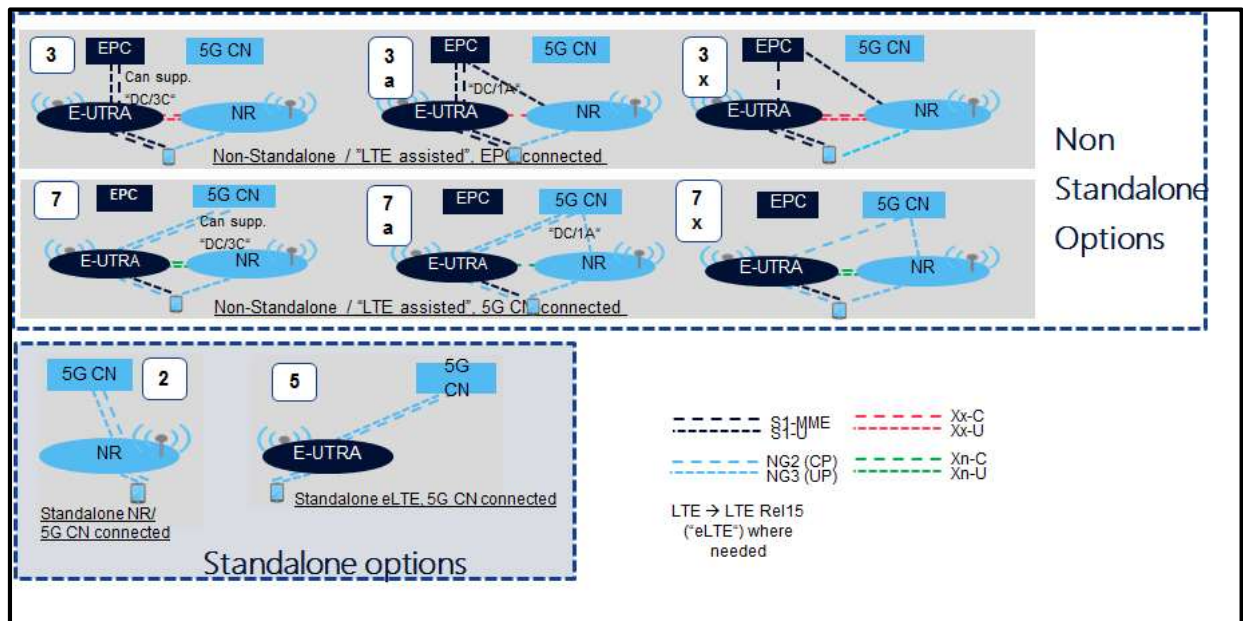 3
EPC
5G CN
Can supp.
"DC/3C"
E-UTRA
NR
3
a
EPC
5G CN
"DC/1A"
E-UTRA
NR
3
x
EPC
5G CN
E-UTRA
NR
Non-Standalone / "LTE assisted", EPC connected
7
EPC
5G CN
Can supp.
"DC/3C"
E-UTRA
NR
7
a
EPC
5G CN
"DC/1A"
E-UTRA
NR
7
x
EPC
5G CN
E-UTRA
NR
Non-Standalone / "LTE assisted", 5G CN connected
Non
Standalone
Options
5G CN
2
NR
Standalone NR/
5G CN connected
5
5G
CN
E-UTRA
Standalone eLTE, 5G CN connected
Standalone options
S1-MME
S1-U
Xx-C
Xx-U
NG2 (CP)
NG3 (UP)
Xn-C
Xn-U
LTE → LTE Rel15
("eLTE") where
needed